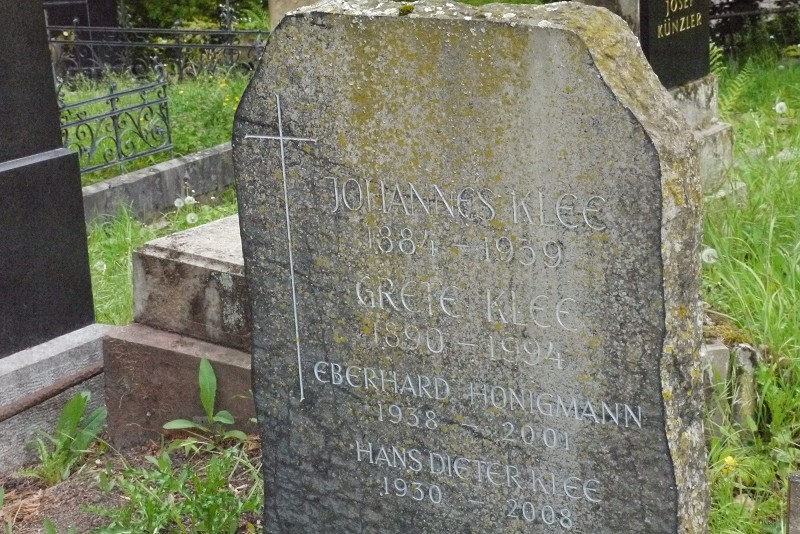 JOSEF
KÜNZLER
JOHANNES KLEE
1884 – 1959
GRETE KLEE
1890 – 1994
EBERHARD HONIGMANN
1938 – 2001
HANS DIETER KLEE
1930 – 2008